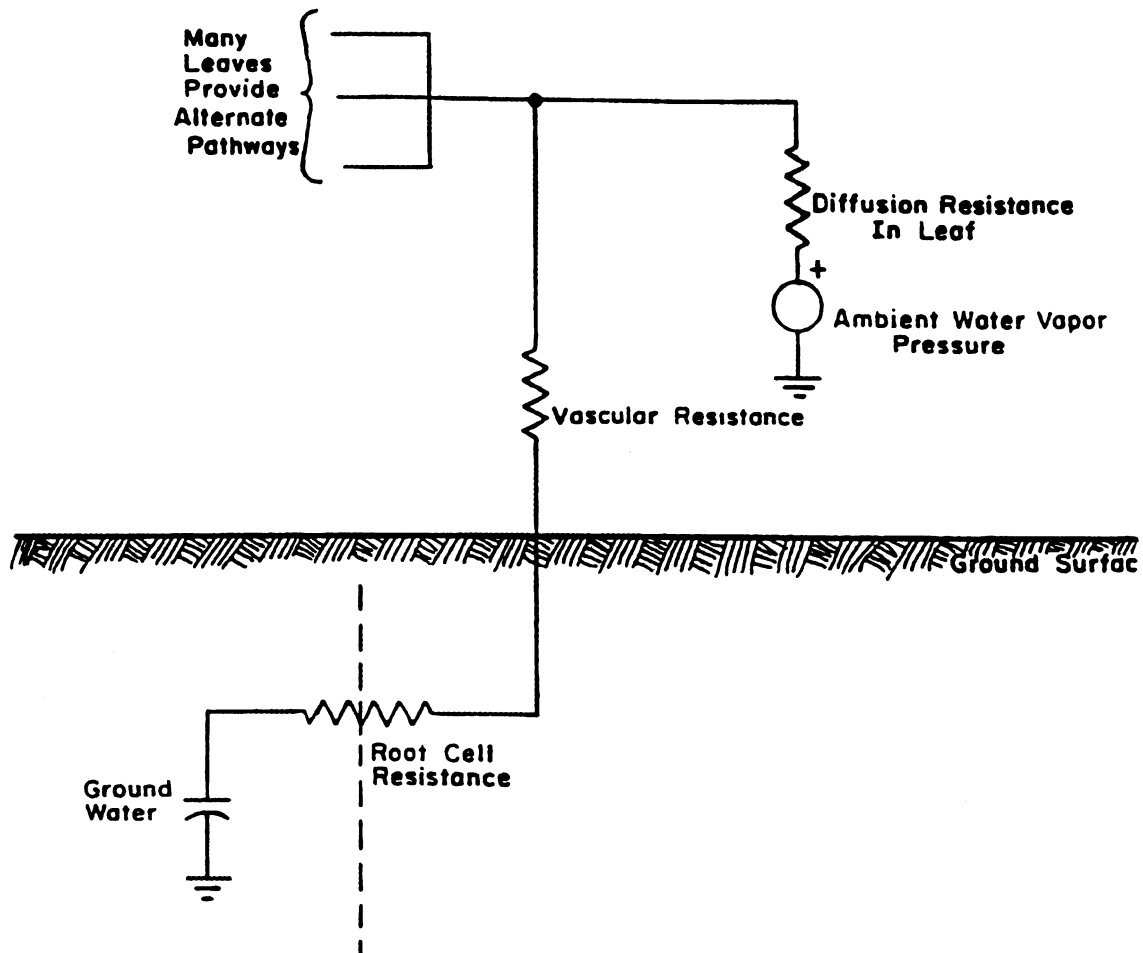 Many
Leaves
Provide
Alternate
Pathways
Diffusion Resistance
In Leaf
+
Ambient Water Vapor
Pressure
Vascular Resistance
Ground Surfac
Root Cell
Resistance
Ground
Water